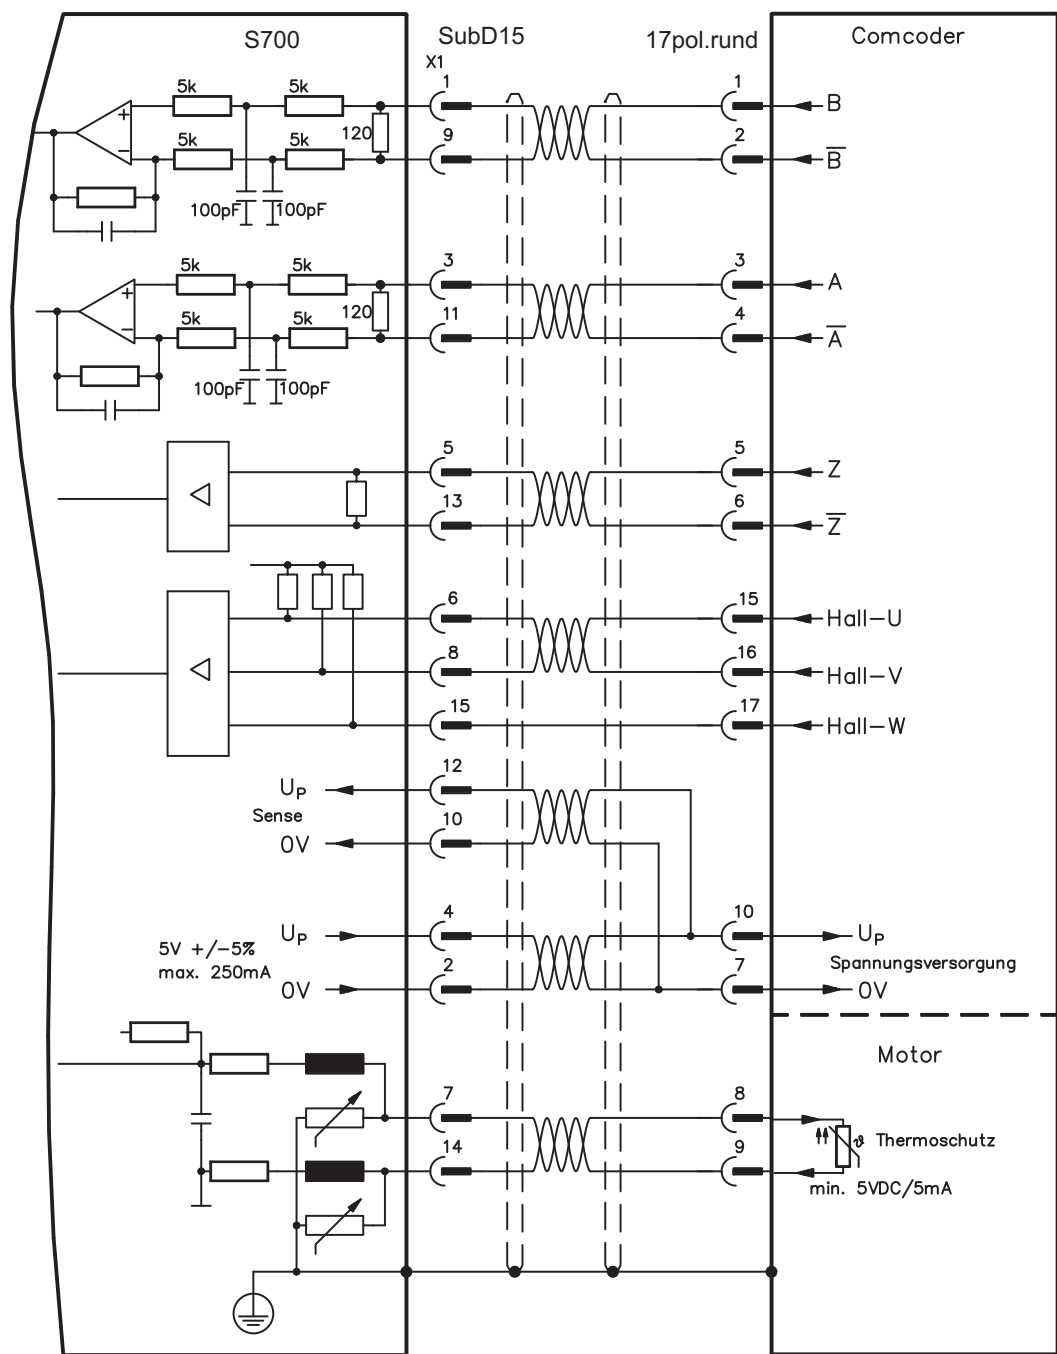 S700 SubD15 17pol.rund Comcoder
X1
5k 5k 1 1 B
120
5k 5k 9 2 B̅
100pF 100pF
5k 5k 3 3 A
120
5k 5k 11 4 A̅
100pF 100pF
5 5 Z
13 6 Z̅
6 15 Hall-U
8 16 Hall-V
15 17 Hall-W
UP 12
Sense
0V 10
UP 4 10 UP
5V +/-5%
max. 250mA
Spannungsversorgung
0V 2 7 0V
Motor
7 8
ϑ Thermoschutz
14 9
min. 5VDC/5mA